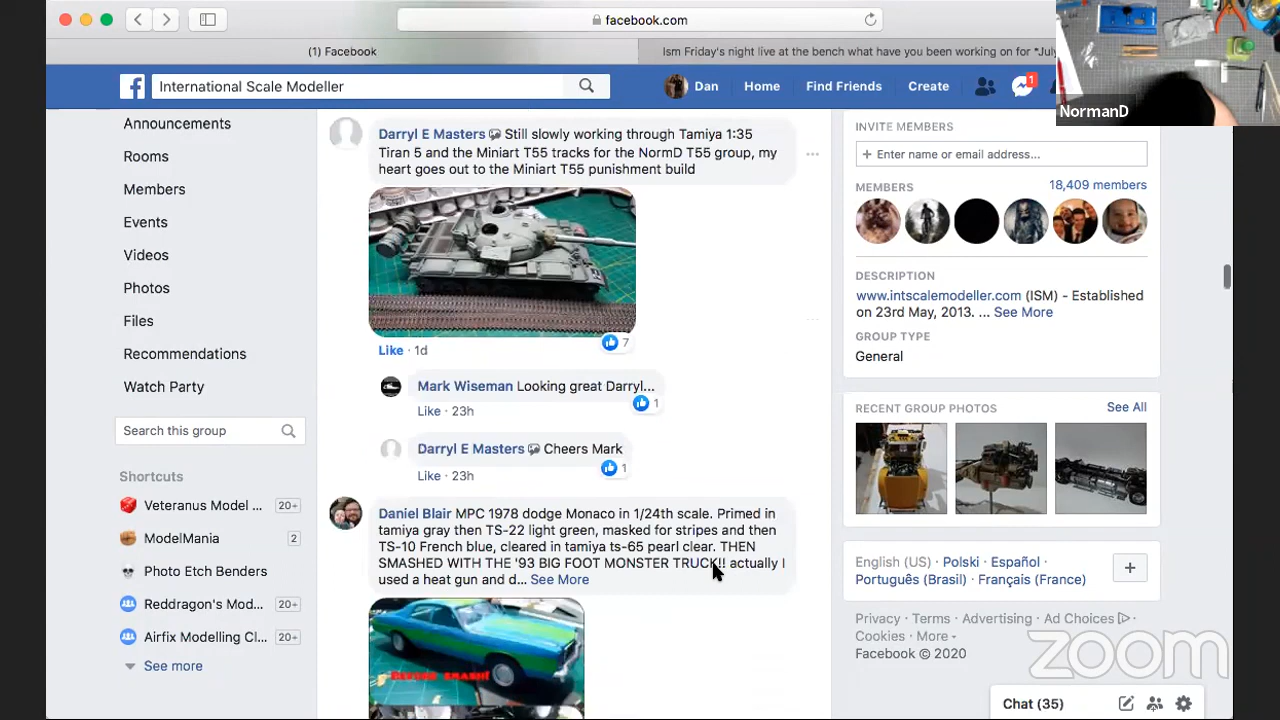 facebook.com
(1) Facebook
Ism Friday's night live at the bench what have you been working on for *July
International Scale Modeller
Dan
Home
Find Friends
Create
1
NormanD
Announcements
Rooms
Members
Events
Videos
Photos
Files
Recommendations
Watch Party
Search this group
Shortcuts
Veteranus Model ... 20+
ModelMania 2
Photo Etch Benders
Reddragon's Mod... 20+
Airfix Modelling Cl... 20+
See more
Darryl E Masters Still slowly working through Tamiya 1:35
Tiran 5 and the Miniart T55 tracks for the NormD T55 group, my
heart goes out to the Miniart T55 punishment build
7
Like · 1d
Mark Wiseman Looking great Darryl...
1
Like · 23h
Darryl E Masters Cheers Mark
1
Like · 23h
Daniel Blair MPC 1978 dodge Monaco in 1/24th scale. Primed in
tamiya gray then TS-22 light green, masked for stripes and then
TS-10 French blue, cleared in tamiya ts-65 pearl clear. THEN
SMASHED WITH THE '93 BIG FOOT MONSTER TRUCK!! actually I
used a heat gun and d... See More
INVITE MEMBERS
+ Enter name or email address...
MEMBERS
18,409 members
DESCRIPTION
www.intscalemodeller.com (ISM) - Established
on 23rd May, 2013. ... See More
GROUP TYPE
General
RECENT GROUP PHOTOS
See All
English (US) · Polski · Español ·
Português (Brasil) · Français (France)
+
Privacy · Terms · Advertising · Ad Choices ·
Cookies · More
Facebook © 2020
zoom
Chat (35)